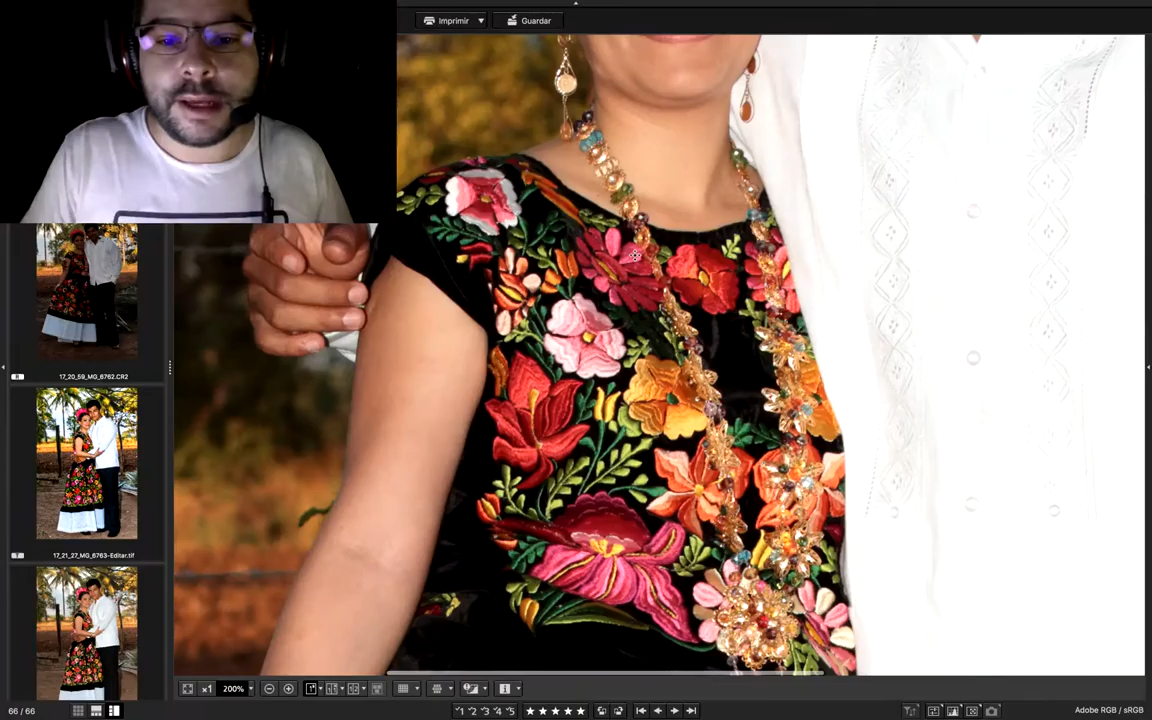 Imprimir
Guardar
17_20_59_MG_6762.CR2
17_21_27_MG_6763-Editar.tif
x1
200%
66 / 66
1 2 3 4 5
Adobe RGB / sRGB